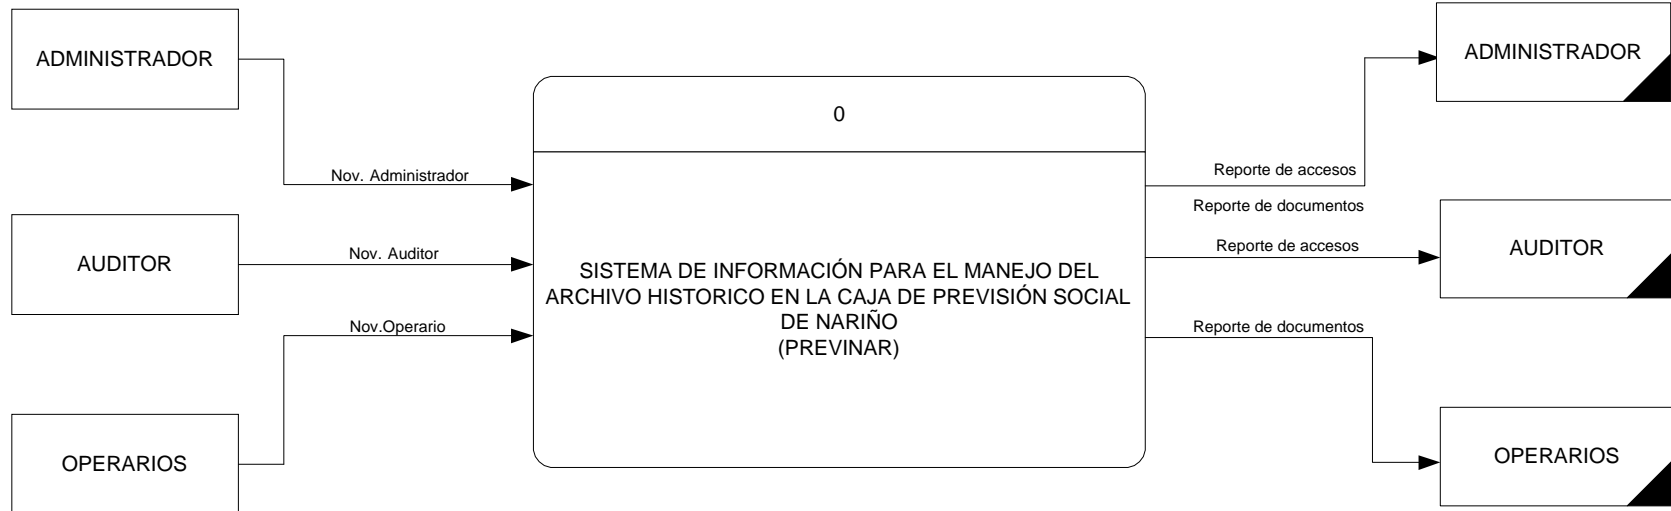 ADMINISTRADOR
Nov. Administrador
AUDITOR
Nov. Auditor
OPERARIOS
Nov.Operario
0
SISTEMA DE INFORMACIÓN PARA EL MANEJO DEL
ARCHIVO HISTORICO EN LA CAJA DE PREVISIÓN SOCIAL
DE NARIÑO
(PREVINAR)
Reporte de accesos
Reporte de documentos
ADMINISTRADOR
Reporte de accesos
AUDITOR
Reporte de documentos
OPERARIOS